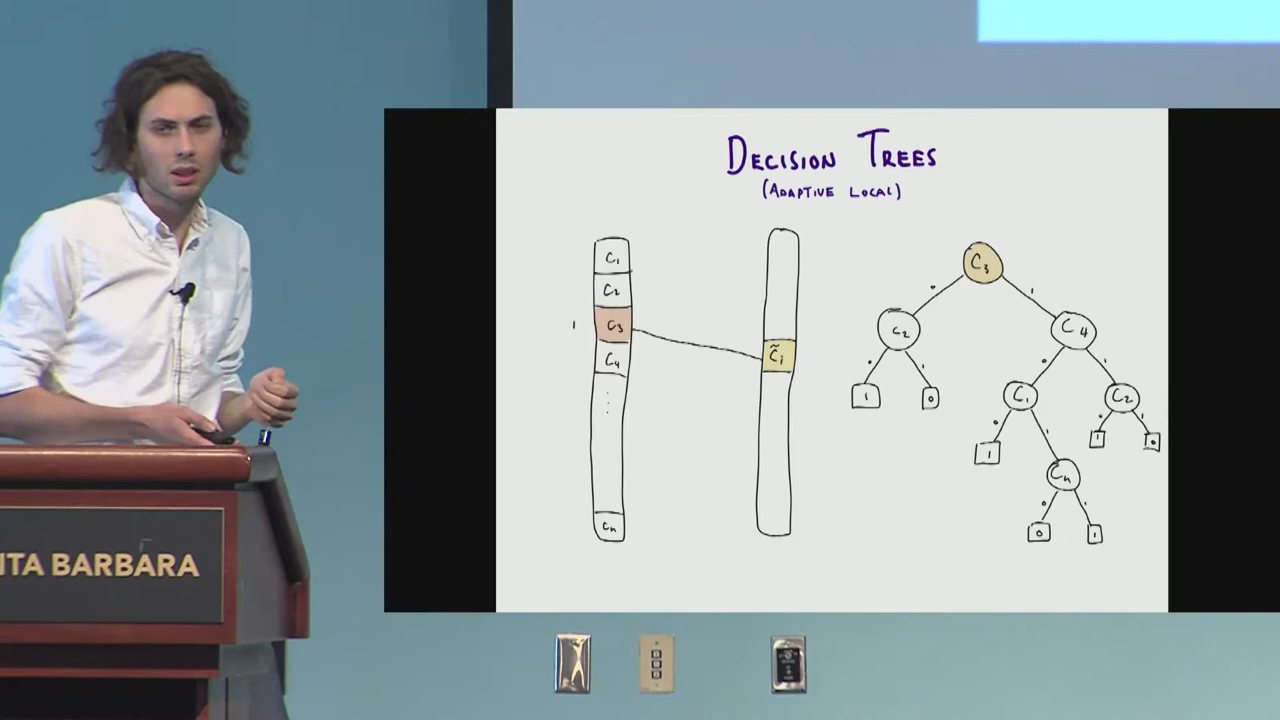 DECISION TREES
(ADAPTIVE LOCAL)
C1
C2
1 C3
C4
Cn
C̃i
C3
0 1
C2 C4
0 1 0 1
1 0 C1 C2
0 1 0 1
1 Cn 1 0
0 1
0 1
NTA BARBARA